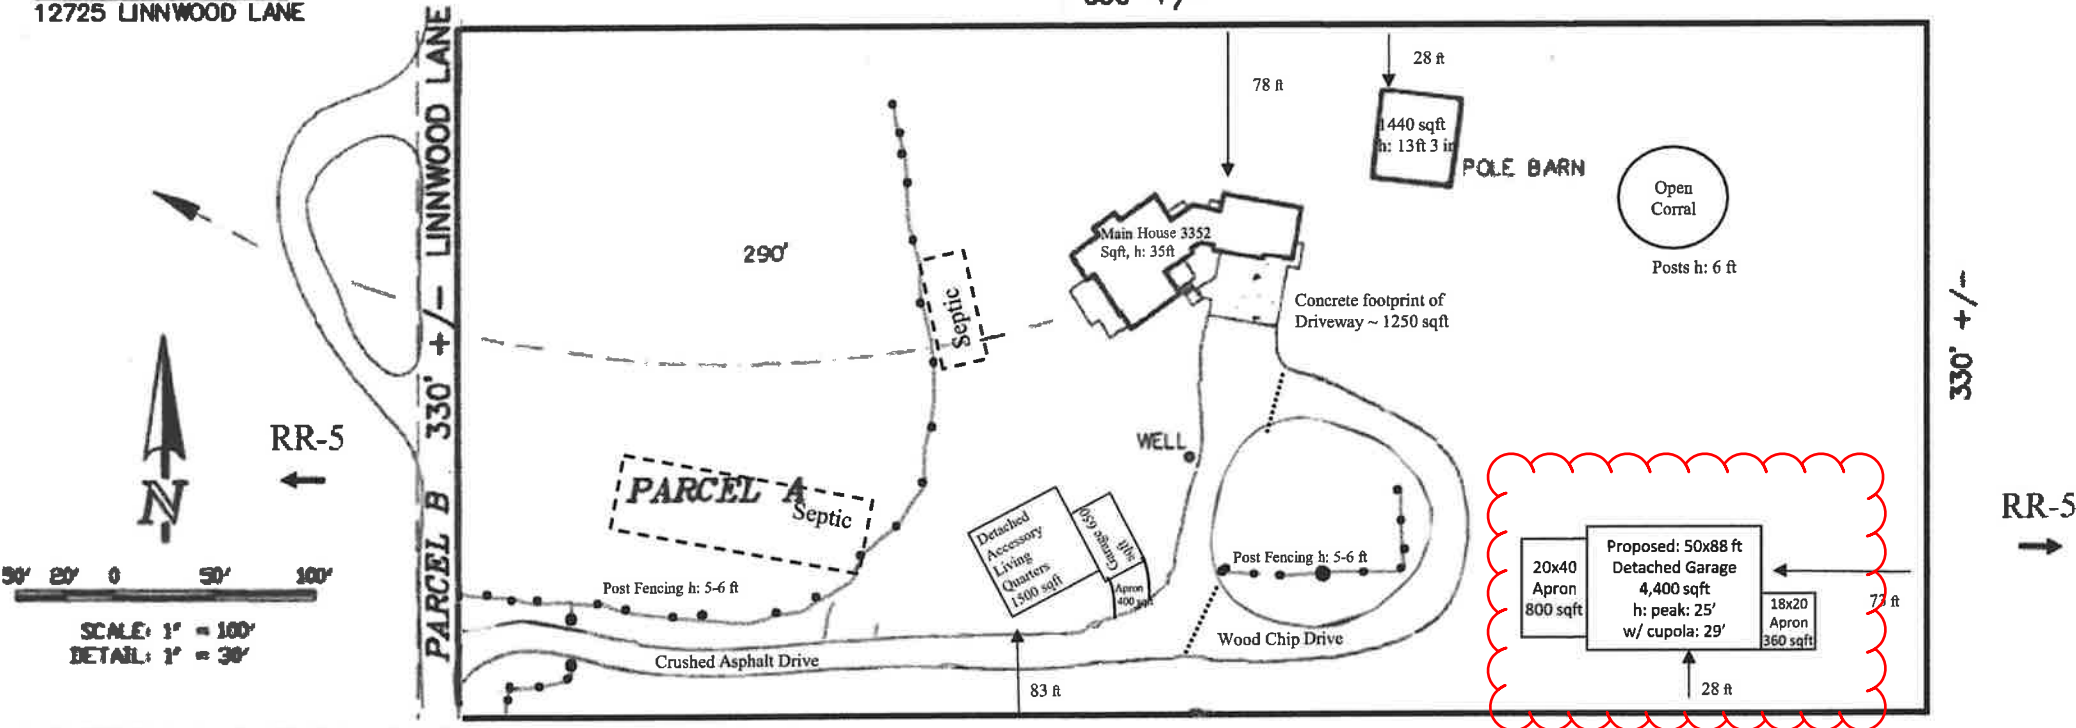 12725 LINNWOOD LANE
28 ft
78 ft
1440 sqft
h: 13ft 3 in
POLE BARN
Open
Corral
Posts h: 6 ft
LINNWOOD LANE
290'
Main House 3352
Sqft, h: 35ft
Septic
Concrete footprint of
Driveway ~ 1250 sqft
330' +/-
330' +/-
RR-5
N
WELL
PARCEL A
Septic
PARCEL B
Detached
Accessory
Living
Quarters
1500 sqft
Garage 650
sqft
Apron
400 sqft
Post Fencing h: 5-6 ft
Post Fencing h: 5-6 ft
RR-5
Proposed: 50x88 ft
Detached Garage
4,400 sqft
h: peak: 25'
w/ cupola: 29'
20x40
Apron
800 sqft
18x20
Apron
360 sqft
73 ft
50' 20' 0 50' 100'
SCALE: 1" = 100'
DETAIL: 1" = 30'
Wood Chip Drive
Crushed Asphalt Drive
83 ft
28 ft